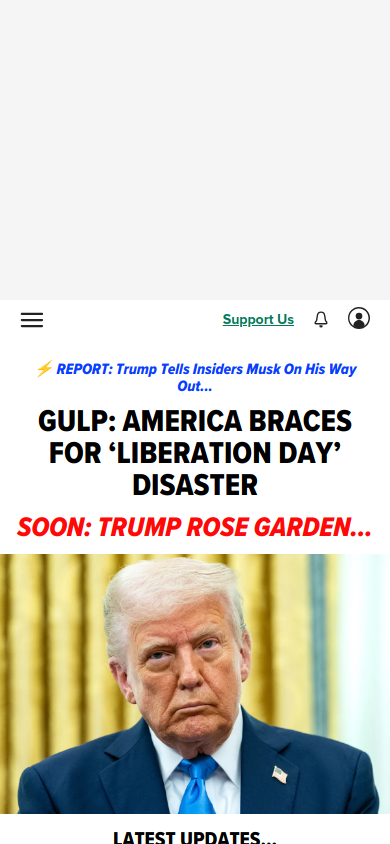 Support Us
⚡ REPORT: Trump Tells Insiders Musk On His Way
Out...
GULP: AMERICA BRACES
FOR ‘LIBERATION DAY’
DISASTER
SOON: TRUMP ROSE GARDEN...
LATEST UPDATES...